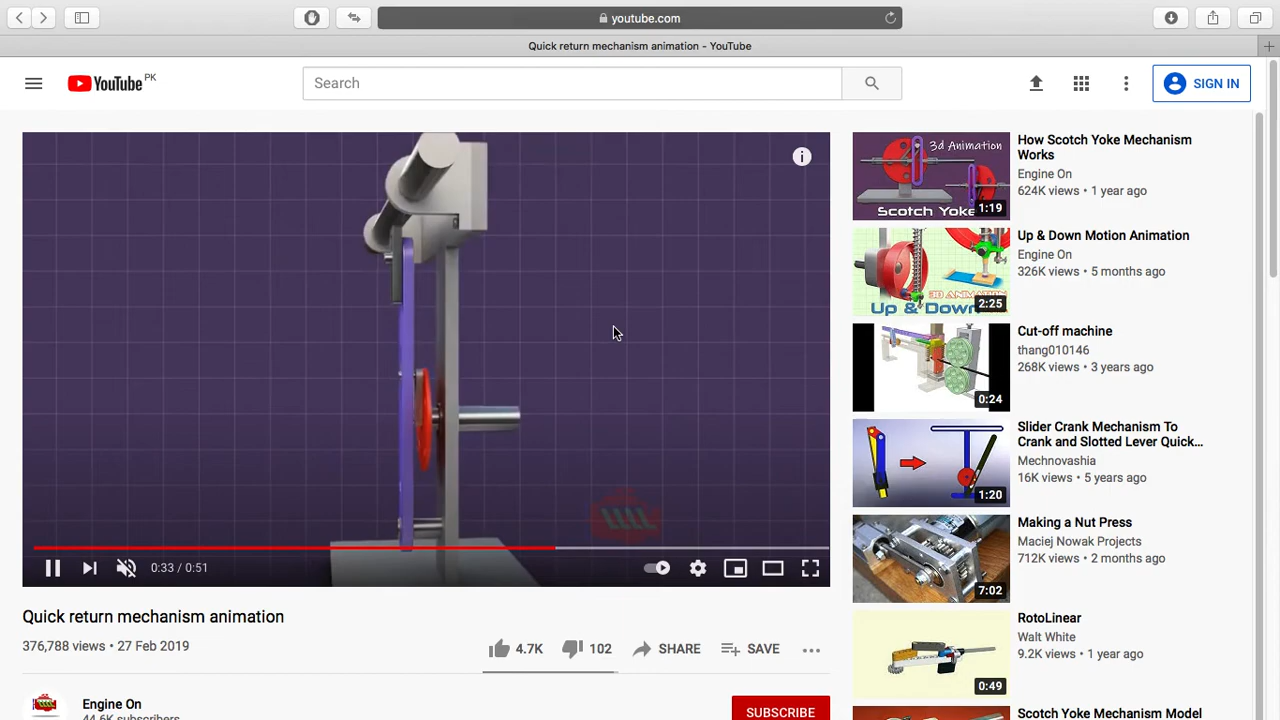 youtube.com
Quick return mechanism animation - YouTube
YouTube PK
Search
SIGN IN
0:33 / 0:51
Quick return mechanism animation
376,788 views • 27 Feb 2019
4.7K
102
SHARE
SAVE
Engine On
44.6K subscribers
SUBSCRIBE
3d Animation
Scotch Yoke
1:19
How Scotch Yoke Mechanism
Works
Engine On
624K views • 1 year ago
3D ANIMATION
Up & Down
2:25
Up & Down Motion Animation
Engine On
326K views • 5 months ago
0:24
Cut-off machine
thang010146
268K views • 3 years ago
1:20
Slider Crank Mechanism To
Crank and Slotted Lever Quick...
Mechnovashia
16K views • 5 years ago
7:02
Making a Nut Press
Maciej Nowak Projects
712K views • 2 months ago
0:49
RotoLinear
Walt White
9.2K views • 1 year ago
Scotch Yoke Mechanism Model